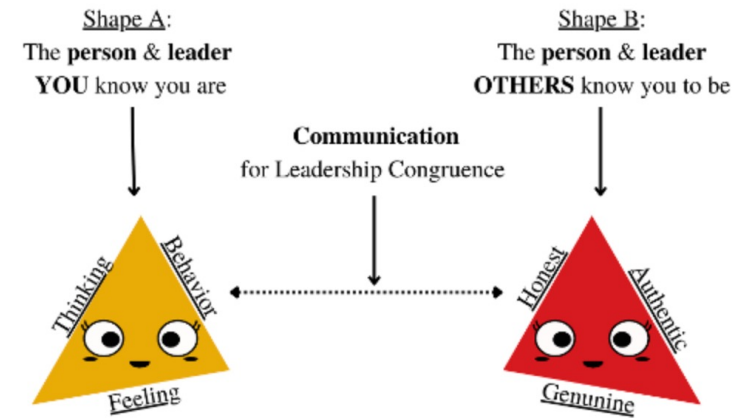 Shape A:
The person & leader
YOU know you are
Shape B:
The person & leader
OTHERS know you to be
Communication
for Leadership Congruence
Thinking
Behavior
Feeling
Honest
Authentic
Genunine